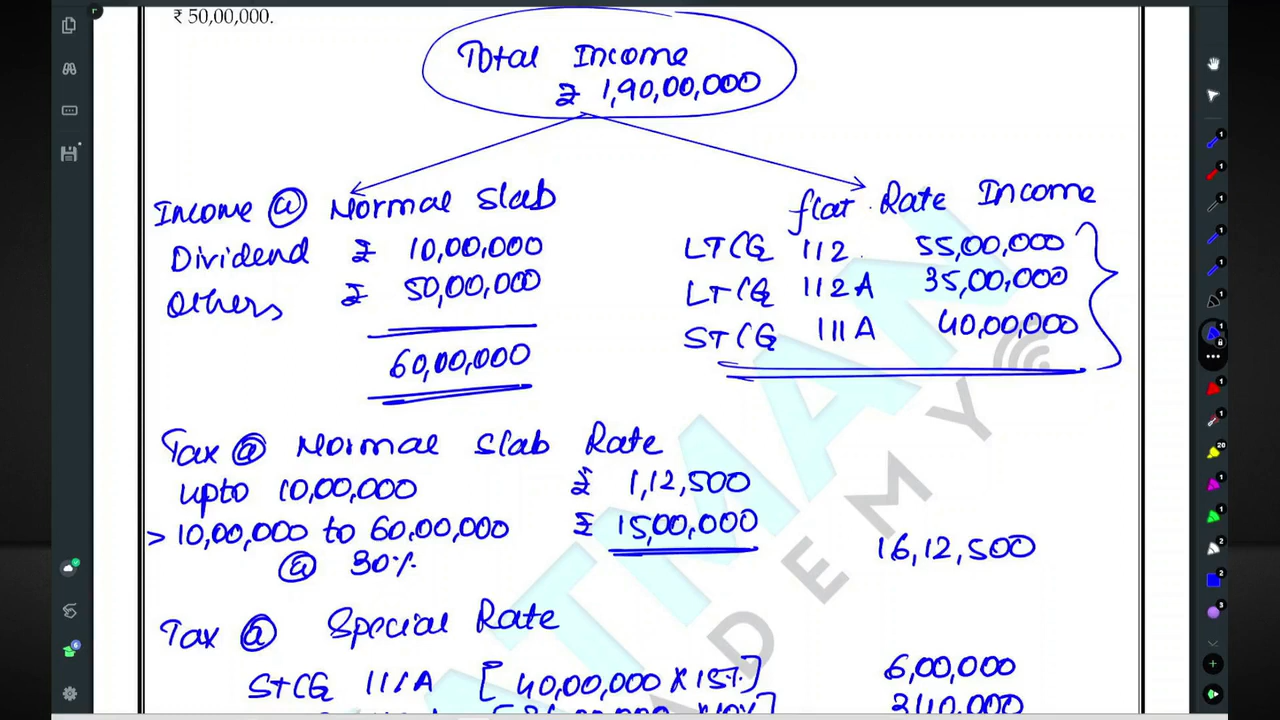 ₹ 50,00,000.
Total Income
₹ 1,90,00,000
Income @ Normal Slab
Dividend ₹ 10,00,000
Others ₹ 50,00,000
60,00,000
flat Rate Income
LTCG 112 55,00,000
LTCG 112A 35,00,000
STCG 111A 40,00,000
Tax @ Normal Slab Rate
upto 10,00,000 ₹ 1,12,500
> 10,00,000 to 60,00,000 ₹ 15,00,000
@ 30% 16,12,500
Tax @ Special Rate
STCG 111A [40,00,000 X 15%] 6,00,000